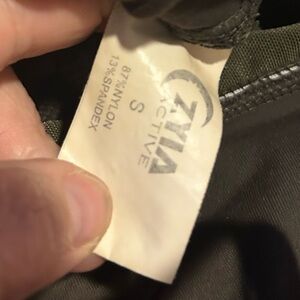 ZYIA
ACTIVE
S
87%NYLON
13%SPANDEX